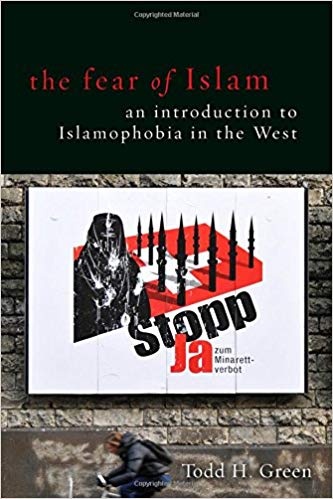 the fear of Islam
an introduction to
Islamophobia in the West
Stopp
Ja
zum
Minarett-
verbot
Todd H. Green